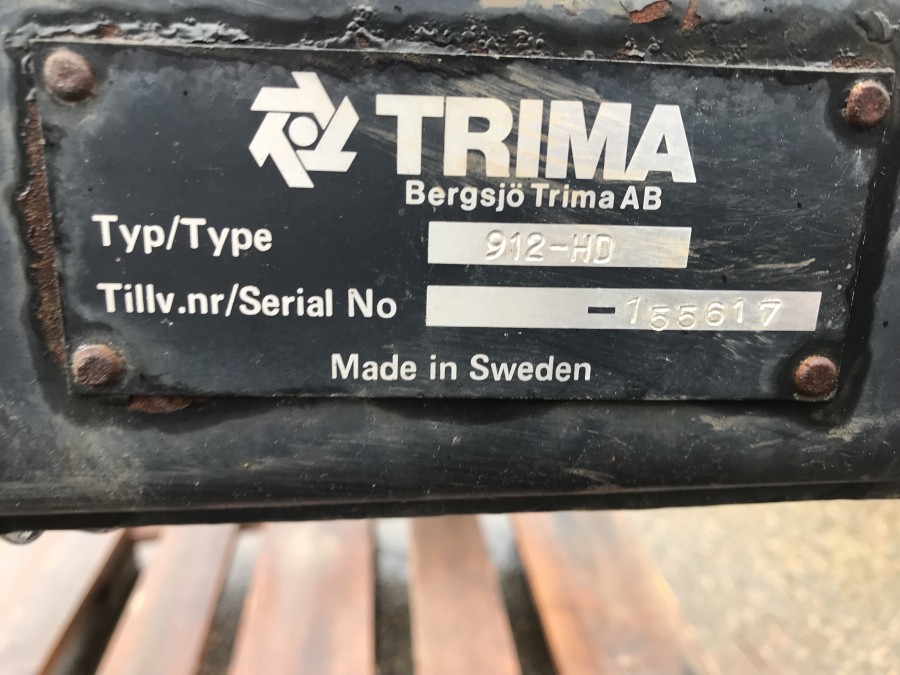 TRIMA
Bergsjö Trima AB
Typ/Type 912-HD
Tillv.nr/Serial No -155617
Made in Sweden